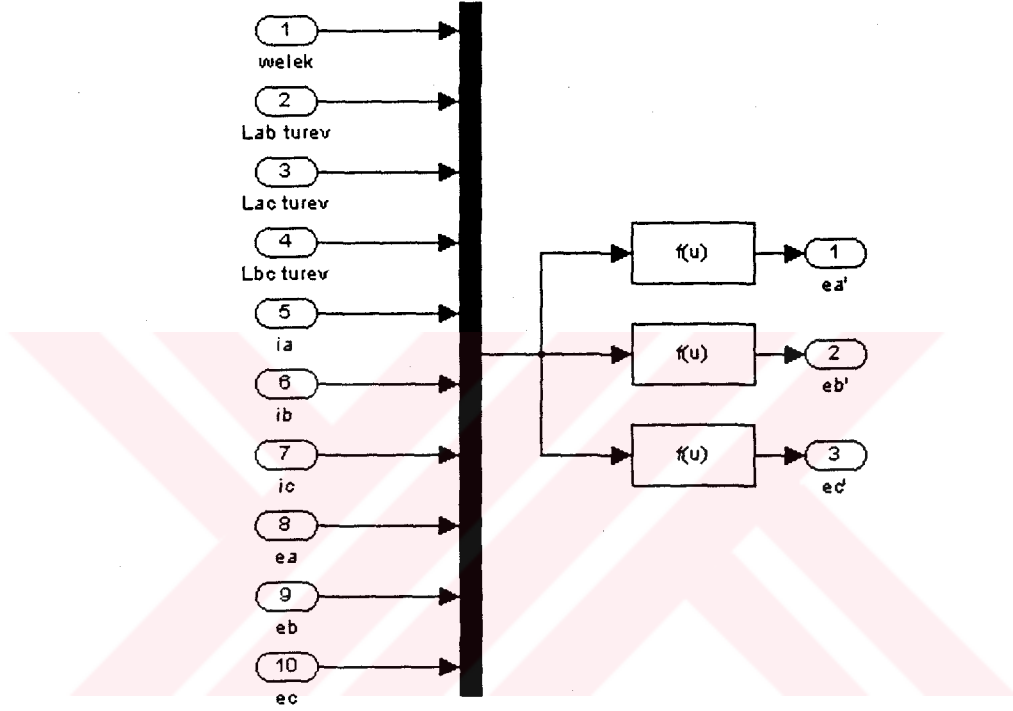 1
welek
2
Lab turev
3
Lac turev
4
Lbc turev
5
ia
6
ib
7
ic
8
ea
9
eb
10
ec
f(u)
1
ea'
f(u)
2
eb'
f(u)
3
ec'